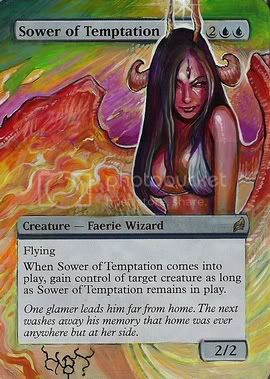 Sower of Temptation 2
photobucket
Creature — Faerie Wizard
Flying
When Sower of Temptation comes into
play, gain control of target creature as long
as Sower of Temptation remains in play.
One glamer leads him far from home. The next
washes away his memory that home was ever
anywhere but at her side.
2/2